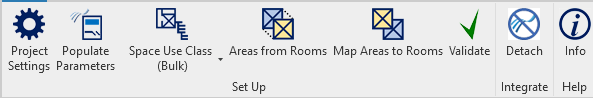 Project
Settings
Populate
Parameters
Space Use Class
(Bulk)
Areas from Rooms
Map Areas to Rooms
Validate
Detach
Info
Set Up
Integrate
Help